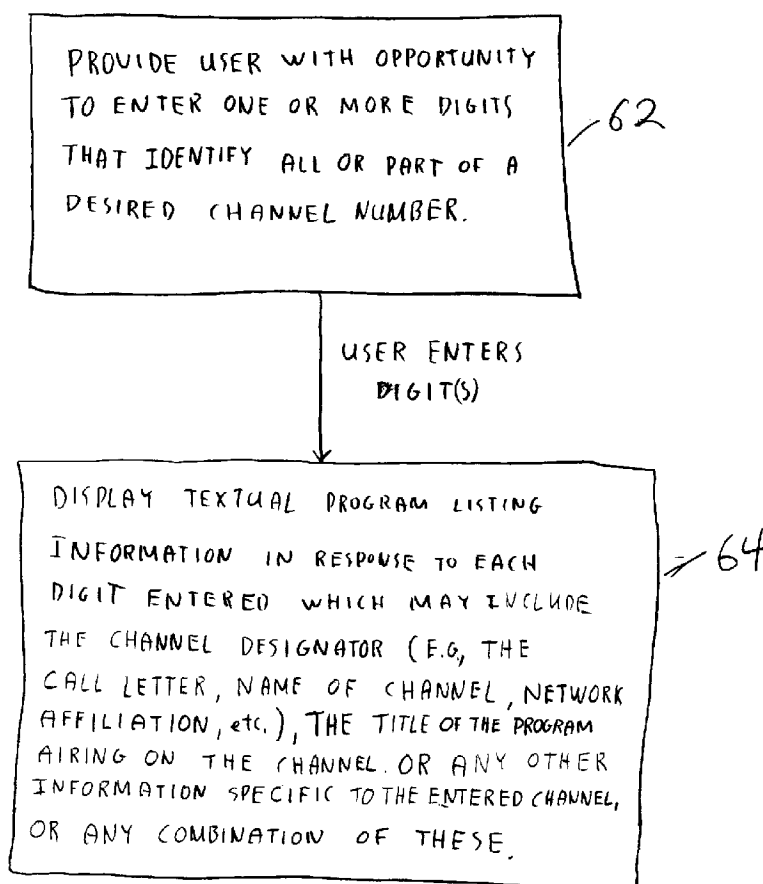 PROVIDE USER WITH OPPORTUNITY
TO ENTER ONE OR MORE DIGITS
THAT IDENTIFY ALL OR PART OF A
DESIRED CHANNEL NUMBER.
62
USER ENTERS
DIGIT(S)
DISPLAY TEXTUAL PROGRAM LISTING
INFORMATION IN RESPONSE TO EACH
DIGIT ENTERED WHICH MAY INCLUDE
THE CHANNEL DESIGNATOR (E.G., THE
CALL LETTER, NAME OF CHANNEL, NETWORK
AFFILIATION, etc.), THE TITLE OF THE PROGRAM
AIRING ON THE CHANNEL. OR ANY OTHER
INFORMATION SPECIFIC TO THE ENTERED CHANNEL,
OR ANY COMBINATION OF THESE.
64